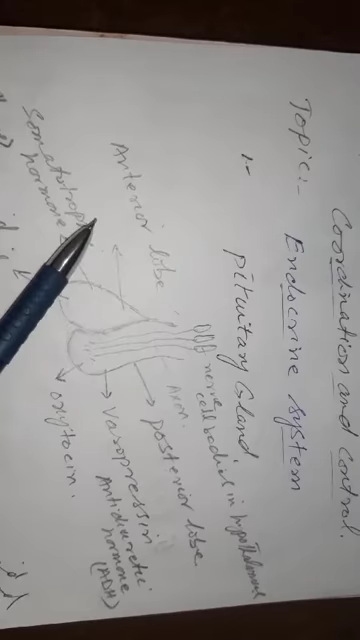 Coordination and control.
Topic:- Endocrine system
1.- Pituitary Gland
nerve cell bodies in hypothalamus
Anterior lobe
Axon.
posterior lobe
Somatotroph
hormone
vasopressin
Antidiuretic
hormone
(ADH)
oxytocin.